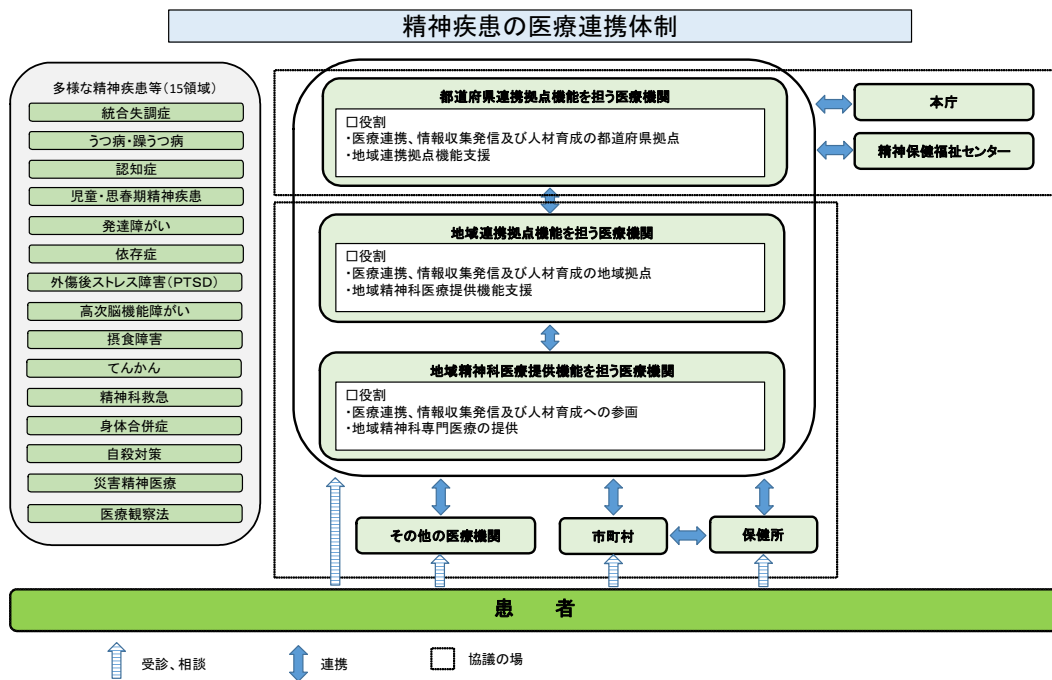 精神疾患の医療連携体制
多様な精神疾患等(15領域)
統合失調症
うつ病・躁うつ病
認知症
児童・思春期精神疾患
発達障がい
依存症
外傷後ストレス障害(PTSD)
高次脳機能障がい
摂食障害
てんかん
精神科救急
身体合併症
自殺対策
災害精神医療
医療観察法
都道府県連携拠点機能を担う医療機関
□役割
・医療連携、情報収集発信及び人材育成の都道府県拠点
・地域連携拠点機能支援
本庁
精神保健福祉センター
地域連携拠点機能を担う医療機関
□役割
・医療連携、情報収集発信及び人材育成の地域拠点
・地域精神科医療提供機能支援
地域精神科医療提供機能を担う医療機関
□役割
・医療連携、情報収集発信及び人材育成への参画
・地域精神科専門医療の提供
その他の医療機関
市町村
保健所
患 者
受診、相談
連携
協議の場